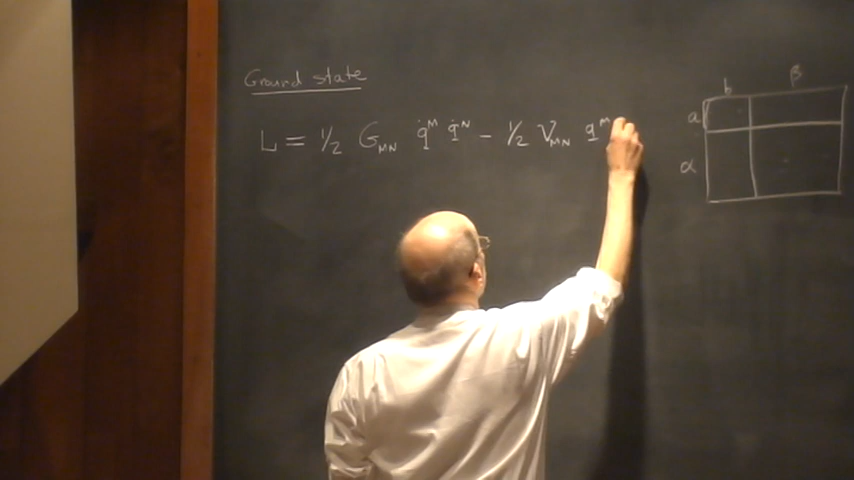 Ground state
L = 1/2 G_MN q̇^M q̇^N - 1/2 V_MN q^M
b β
a
α